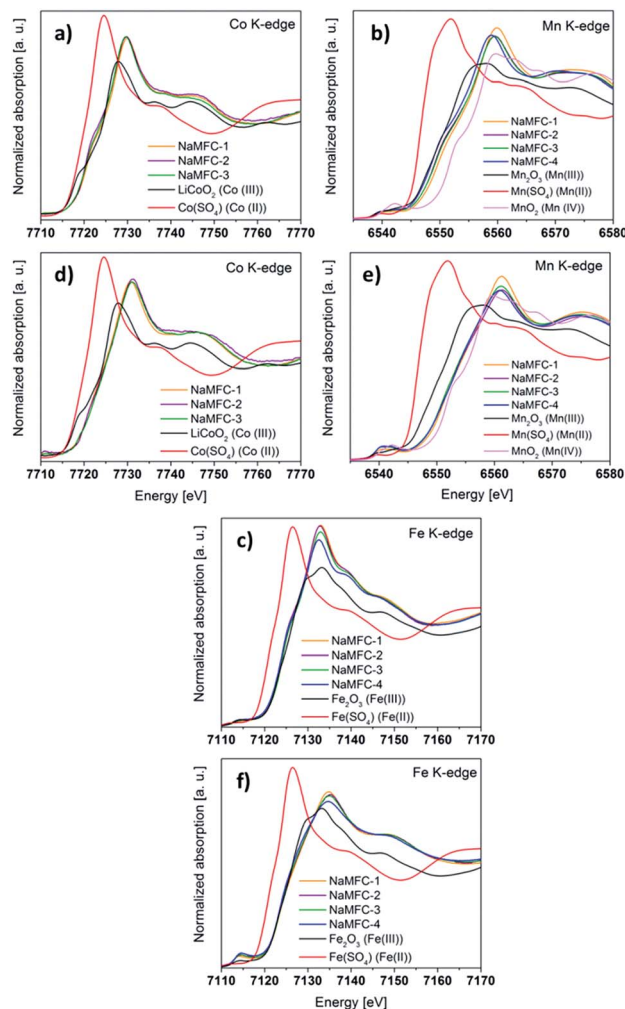 a)
Co K-edge
Normalized absorption [a. u.]
NaMFC-1
NaMFC-2
NaMFC-3
LiCoO₂ (Co (III))
Co(SO₄) (Co (II))
7710 7720 7730 7740 7750 7760 7770
b)
Mn K-edge
Normalized absorption [a. u.]
NaMFC-1
NaMFC-2
NaMFC-3
NaMFC-4
Mn₂O₃ (Mn(III))
Mn(SO₄) (Mn(II))
MnO₂ (Mn (IV))
6540 6550 6560 6570 6580
d)
Co K-edge
Normalized absorption [a. u.]
NaMFC-1
NaMFC-2
NaMFC-3
LiCoO₂ (Co (III))
Co(SO₄) (Co (II))
7710 7720 7730 7740 7750 7760 7770
Energy [eV]
e)
Mn K-edge
Normalized absorption [a. u.]
NaMFC-1
NaMFC-2
NaMFC-3
NaMFC-4
Mn₂O₃ (Mn(III))
Mn(SO₄) (Mn(II))
MnO₂ (Mn(IV))
6540 6550 6560 6570 6580
Energy [eV]
c)
Fe K-edge
Normalized absorption [a. u.]
NaMFC-1
NaMFC-2
NaMFC-3
NaMFC-4
Fe₂O₃ (Fe(III))
Fe(SO₄) (Fe(II))
7110 7120 7130 7140 7150 7160 7170
f)
Fe K-edge
Normalized absorption [a. u.]
NaMFC-1
NaMFC-2
NaMFC-3
NaMFC-4
Fe₂O₃ (Fe(III))
Fe(SO₄) (Fe(II))
7110 7120 7130 7140 7150 7160 7170
Energy [eV]